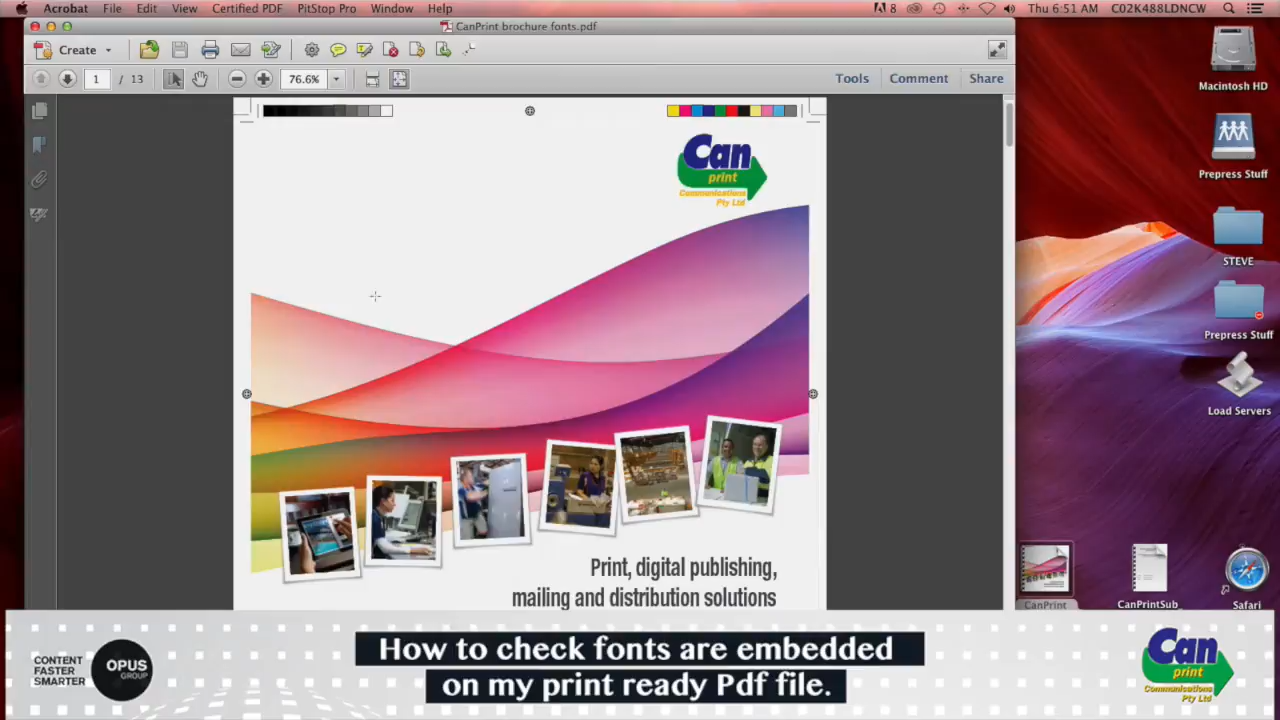 Acrobat File Edit View Certified PDF PitStop Pro Window Help
8 Thu 6:51 AM C02K488LDNCW
CanPrint brochure fonts.pdf
Create
1 / 13 76.6% Tools Comment Share
Macintosh HD
Prepress Stuff
STEVE
Prepress Stuff
Load Servers
Can
print
Communications
Pty Ltd
Print, digital publishing,
mailing and distribution solutions
CanPrint
CanPrintSub
Safari
CONTENT
FASTER
SMARTER
OPUS
GROUP
How to check fonts are embedded
on my print ready Pdf file.
Can
print
Communications
Pty Ltd